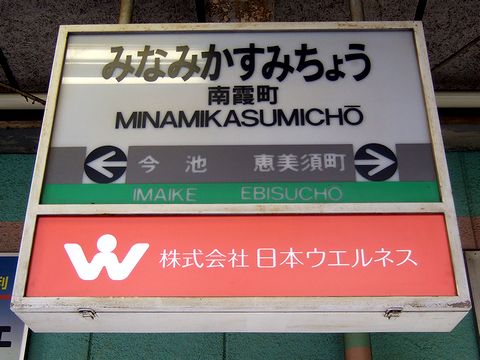 みなみかすみちょう
南霞町
MINAMIKASUMICHŌ
今池 恵美須町
IMAIKE EBISUCHŌ
株式会社 日本ウエルネス